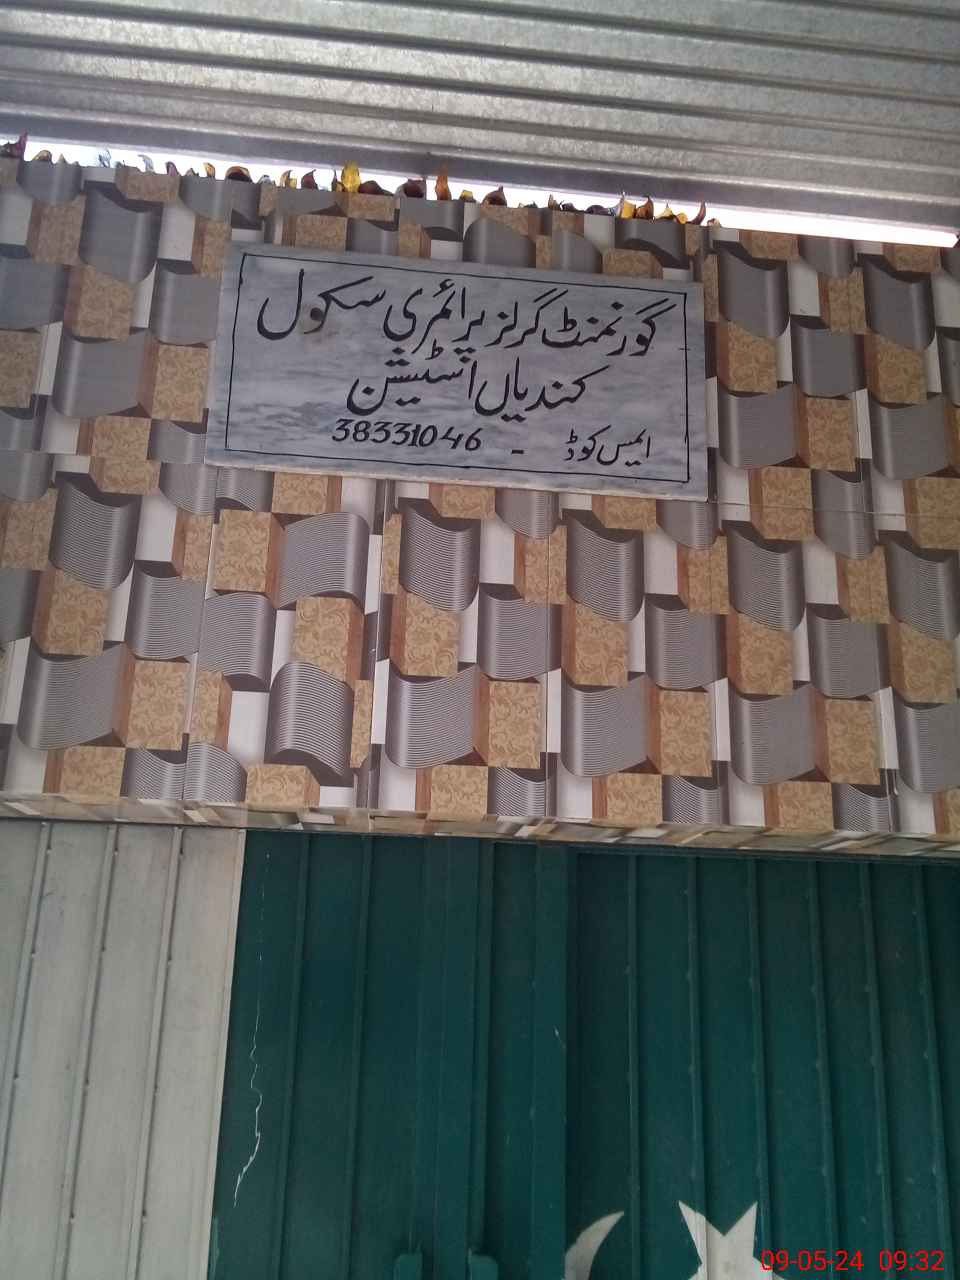 گورنمنٹ گرلز پرائمری سکول
کندیاں اسٹیشن
ایمس کوڈ - 38331046
09-05-24 09:32